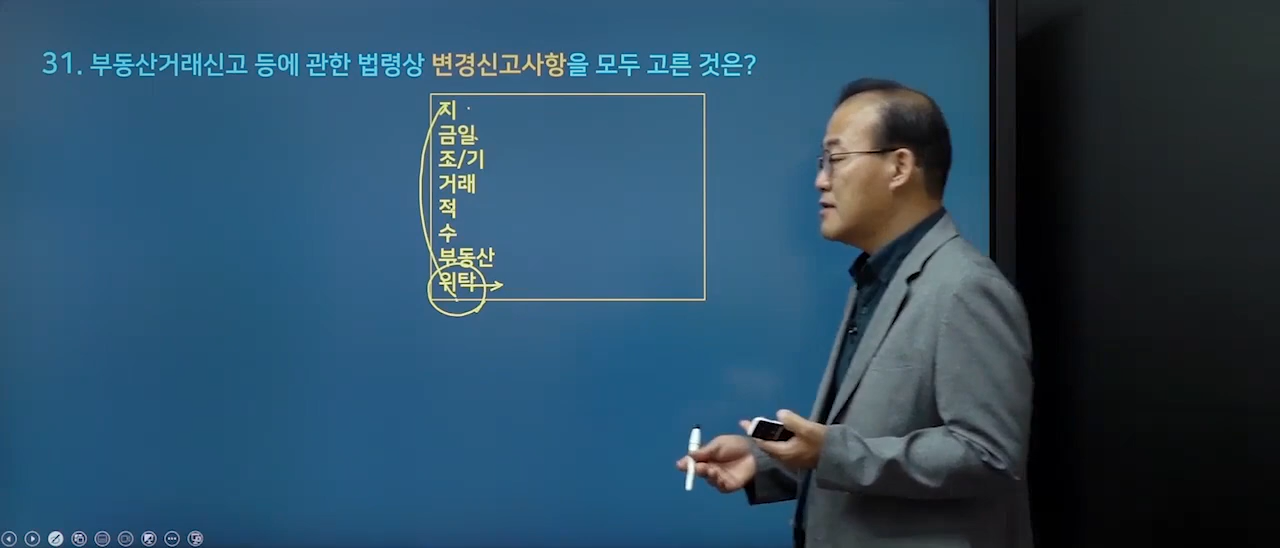 31. 부동산거래신고 등에 관한 법령상 변경신고사항을 모두 고른 것은?
지
금일
조/기
거래
적
수
부동산
위탁